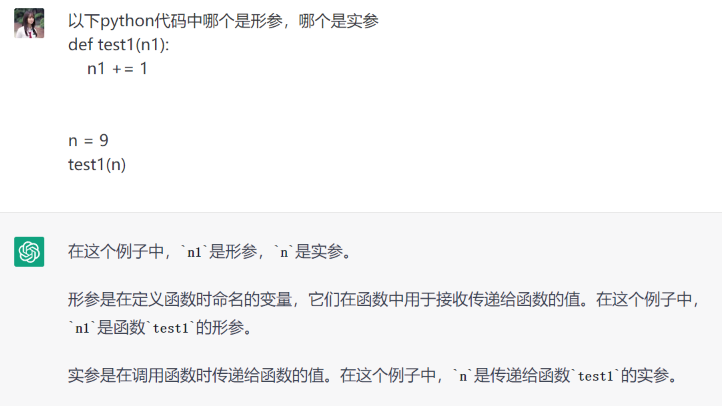 以下python代码中哪个是形参，哪个是实参
def test1(n1):
    n1 += 1
n = 9
test1(n)
在这个例子中，`n1`是形参，`n`是实参。
形参是在定义函数时命名的变量，它们在函数中用于接收传递给函数的值。在这个例子中，
`n1`是函数`test1`的形参。
实参是在调用函数时传递给函数的值。在这个例子中，`n`是传递给函数`test1`的实参。